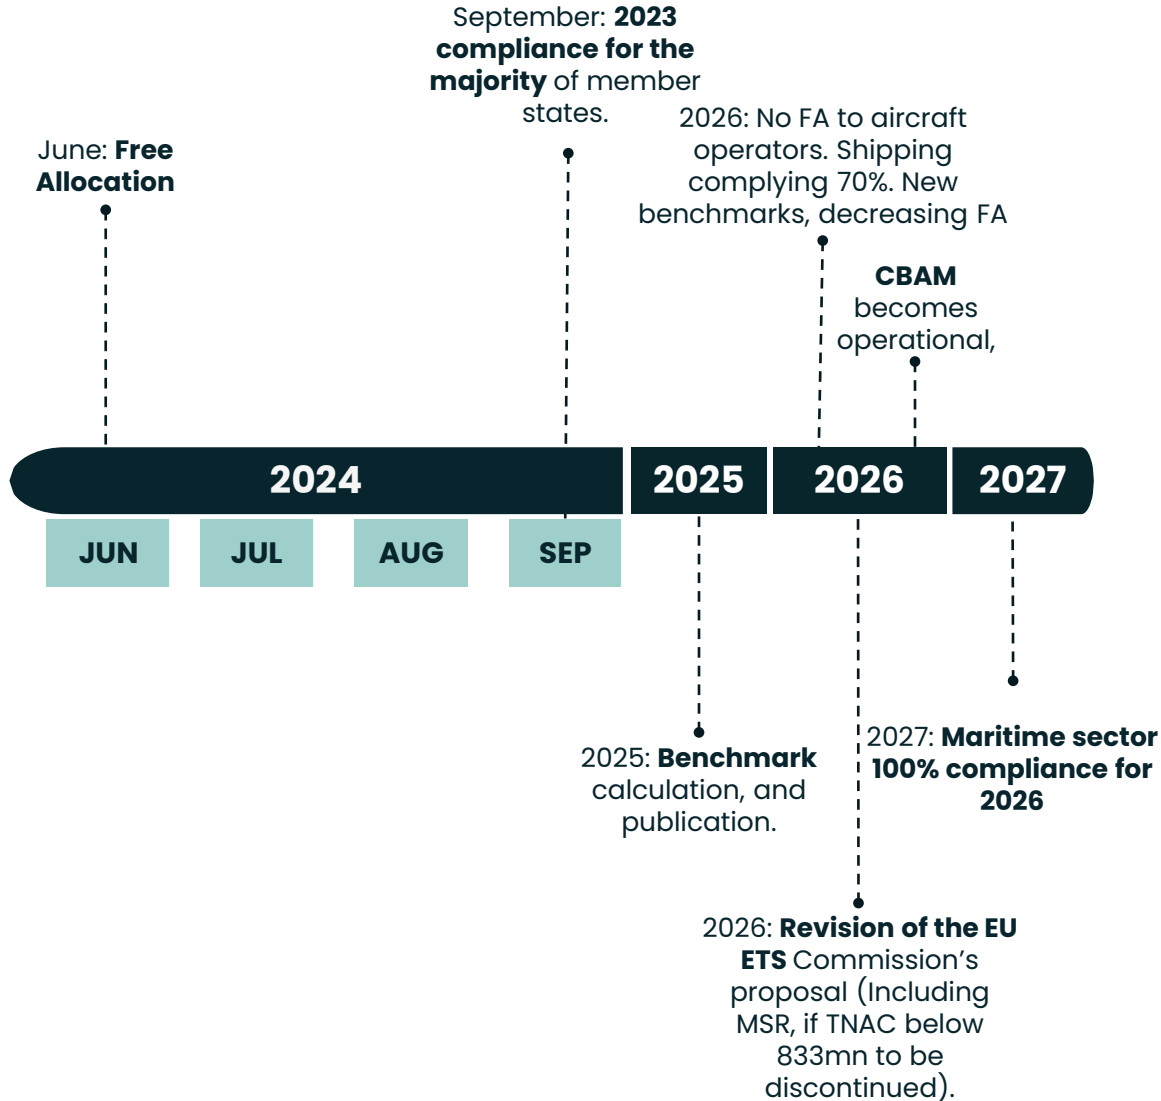 September: 2023
compliance for the
majority of member
states.
2026: No FA to aircraft
operators. Shipping
complying 70%. New
benchmarks, decreasing FA
June: Free
Allocation
CBAM
becomes
operational,
2024
2025
2026
2027
JUN
JUL
AUG
SEP
2025: Benchmark
calculation, and
publication.
2027: Maritime sector
100% compliance for
2026
2026: Revision of the EU
ETS Commission’s
proposal (Including
MSR, if TNAC below
833mn to be
discontinued).